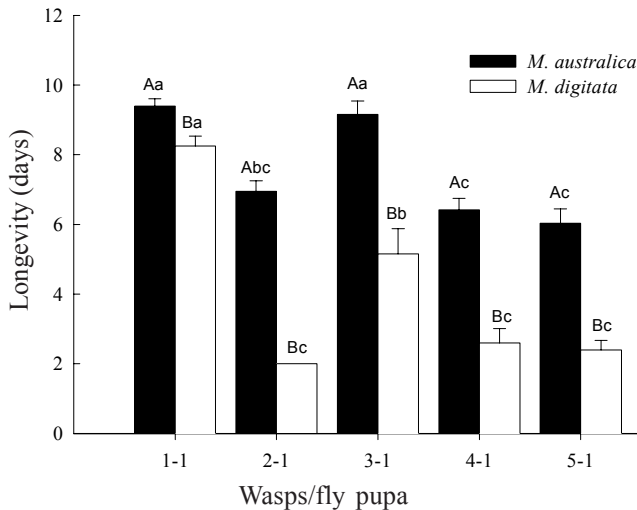 12
10
8
6
4
2
0
Longevity (days)
M. australica
M. digitata
Aa
Ba
Abc
Bc
Aa
Bb
Ac
Bc
Ac
Bc
1-1 2-1 3-1 4-1 5-1
Wasps/fly pupa